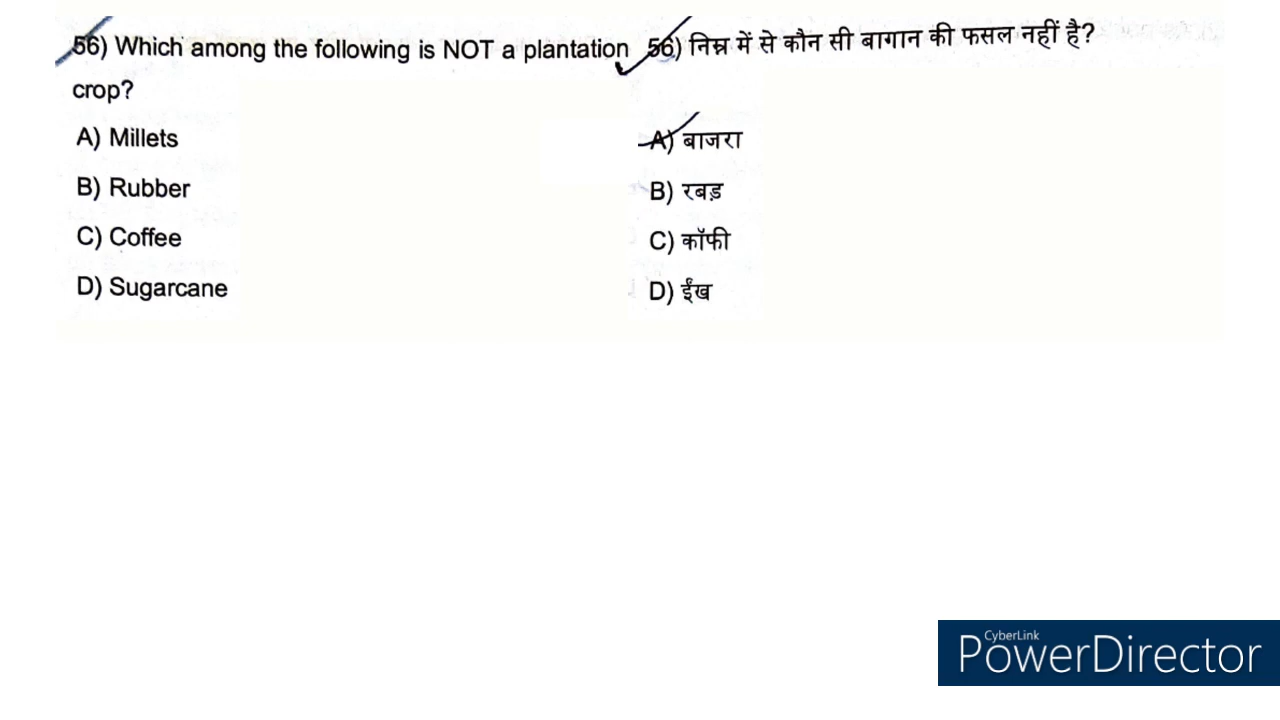 56) Which among the following is NOT a plantation
crop?
A) Millets
B) Rubber
C) Coffee
D) Sugarcane
56) निम्न में से कौन सी बागान की फसल नहीं है?
A) बाजरा
B) रबड़
C) कॉफी
D) ईंख
CyberLink
PowerDirector